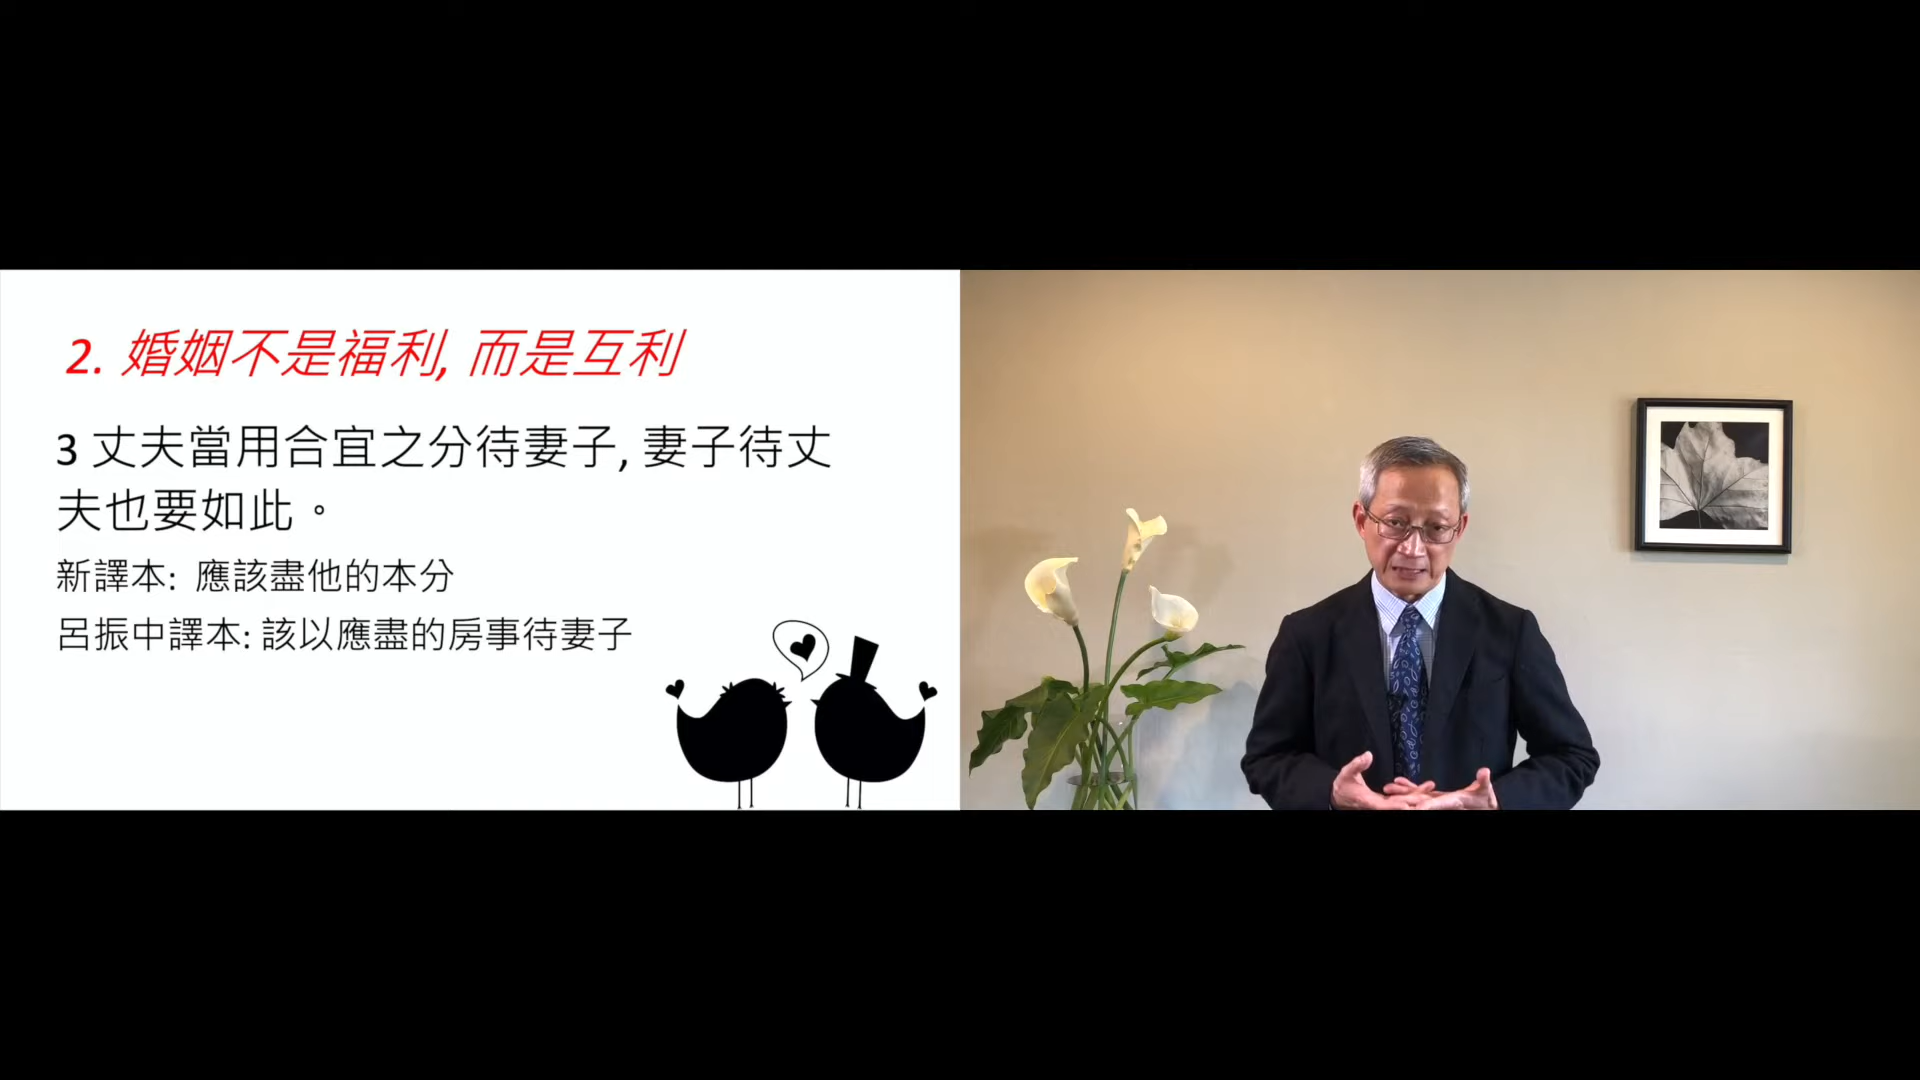 2. 婚姻不是福利, 而是互利
3 丈夫當用合宜之分待妻子, 妻子待丈
夫也要如此。
新譯本: 應該盡他的本分
呂振中譯本: 該以應盡的房事待妻子